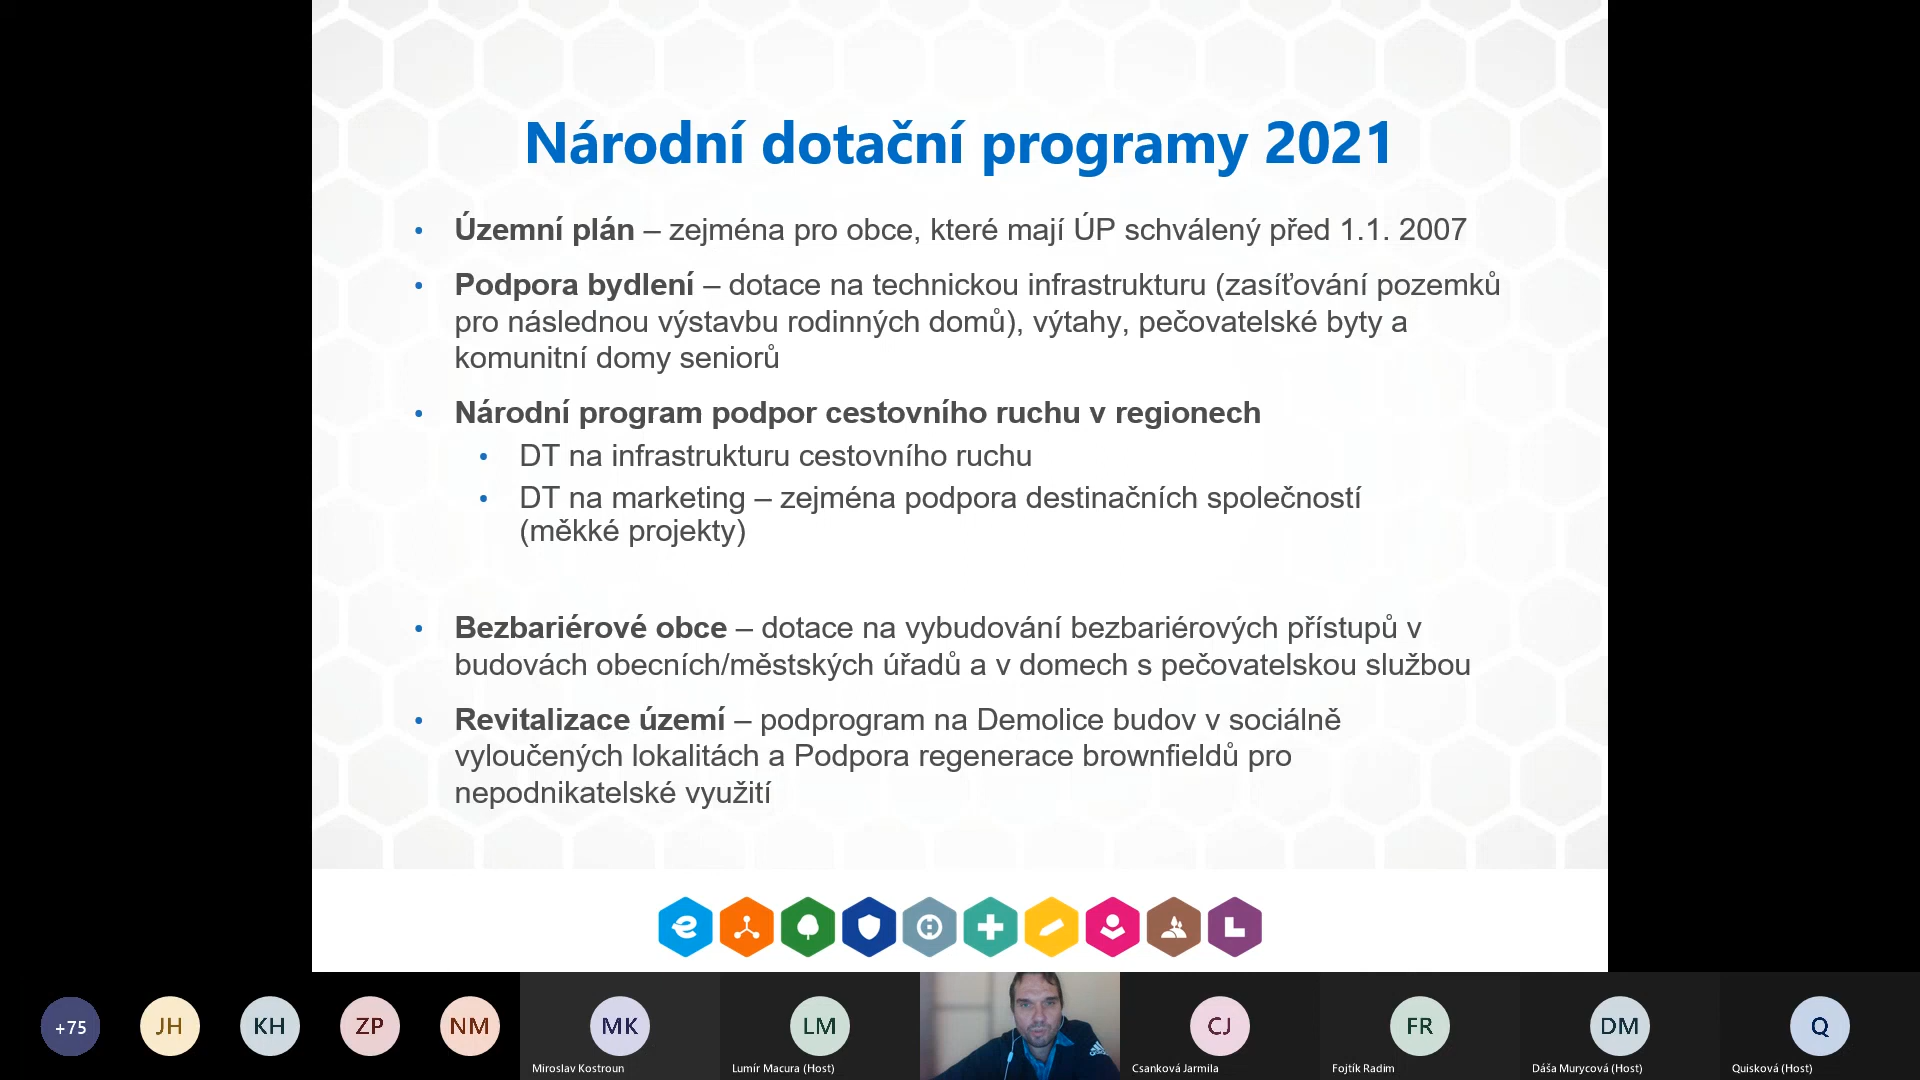 Národní dotační programy 2021
• Územní plán – zejména pro obce, které mají ÚP schválený před 1.1. 2007
• Podpora bydlení – dotace na technickou infrastrukturu (zasíťování pozemků
pro následnou výstavbu rodinných domů), výtahy, pečovatelské byty a
komunitní domy seniorů
• Národní program podpor cestovního ruchu v regionech
• DT na infrastrukturu cestovního ruchu
• DT na marketing – zejména podpora destinačních společností
(měkké projekty)
• Bezbariérové obce – dotace na vybudování bezbariérových přístupů v
budovách obecních/městských úřadů a v domech s pečovatelskou službou
• Revitalizace území – podprogram na Demolice budov v sociálně
vyloučených lokalitách a Podpora regenerace brownfieldů pro
nepodnikatelské využití
+75
JH
KH
ZP
NM
MK
Miroslav Kostroun
LM
Lumír Macura (Host)
CJ
Csanková Jarmila
FR
Fojtík Radim
DM
Dáša Murycová (Host)
Q
Quisková (Host)